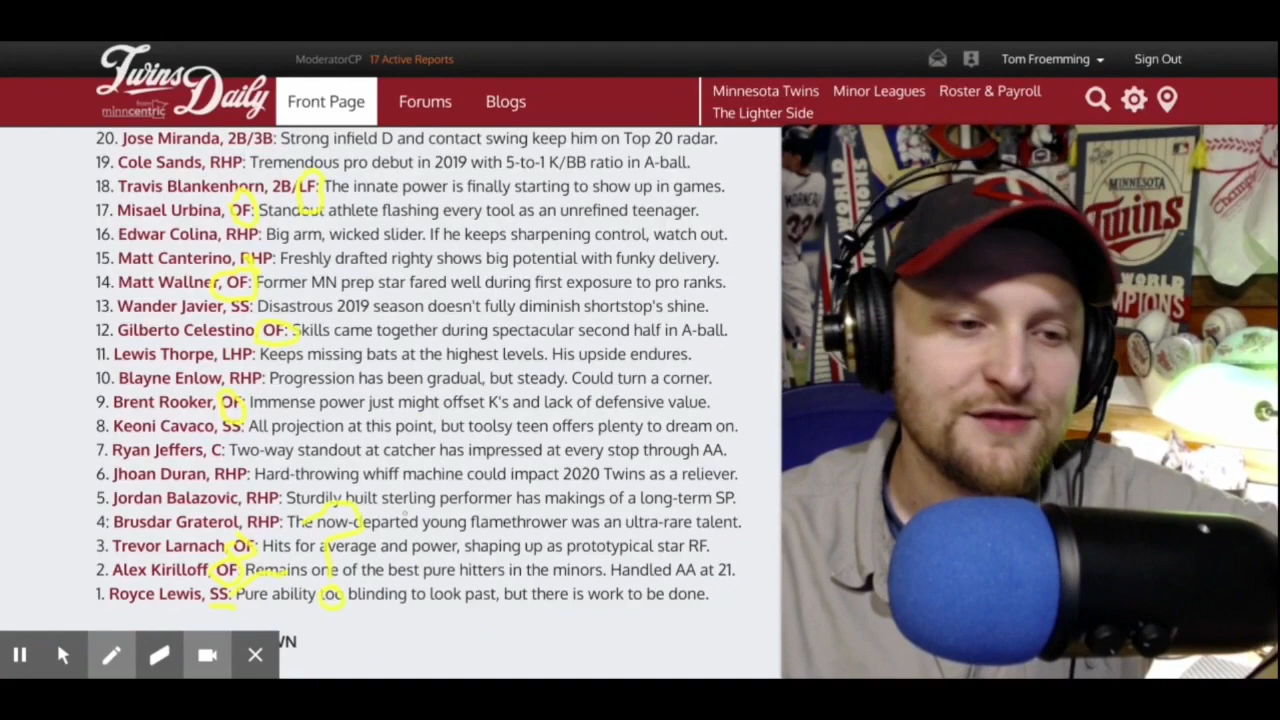 ModeratorCP 17 Active Reports
Tom Froemming
Sign Out
Twins Daily
from minncentric
Front Page
Forums
Blogs
Minnesota Twins Minor Leagues Roster & Payroll
The Lighter Side
20. Jose Miranda, 2B/3B: Strong infield D and contact swing keep him on Top 20 radar.
19. Cole Sands, RHP: Tremendous pro debut in 2019 with 5-to-1 K/BB ratio in A-ball.
18. Travis Blankenhorn, 2B/LF: The innate power is finally starting to show up in games.
17. Misael Urbina, OF: Standout athlete flashing every tool as an unrefined teenager.
16. Edwar Colina, RHP: Big arm, wicked slider. If he keeps sharpening control, watch out.
15. Matt Canterino, RHP: Freshly drafted righty shows big potential with funky delivery.
14. Matt Wallner, OF: Former MN prep star fared well during first exposure to pro ranks.
13. Wander Javier, SS: Disastrous 2019 season doesn't fully diminish shortstop's shine.
12. Gilberto Celestino, OF: Skills came together during spectacular second half in A-ball.
11. Lewis Thorpe, LHP: Keeps missing bats at the highest levels. His upside endures.
10. Blayne Enlow, RHP: Progression has been gradual, but steady. Could turn a corner.
9. Brent Rooker, OF: Immense power just might offset K's and lack of defensive value.
8. Keoni Cavaco, SS: All projection at this point, but toolsy teen offers plenty to dream on.
7. Ryan Jeffers, C: Two-way standout at catcher has impressed at every stop through AA.
6. Jhoan Duran, RHP: Hard-throwing whiff machine could impact 2020 Twins as a reliever.
5. Jordan Balazovic, RHP: Sturdily built sterling performer has makings of a long-term SP.
4: Brusdar Graterol, RHP: The now-departed young flamethrower was an ultra-rare talent.
3. Trevor Larnach, OF: Hits for average and power, shaping up as prototypical star RF.
2. Alex Kirilloff, OF: Remains one of the best pure hitters in the minors. Handled AA at 21.
1. Royce Lewis, SS: Pure ability too blinding to look past, but there is work to be done.
?
WN
MORNEAU
33
WORLD
MINNESOTA
Twins
WORLD
CHAMPIONS